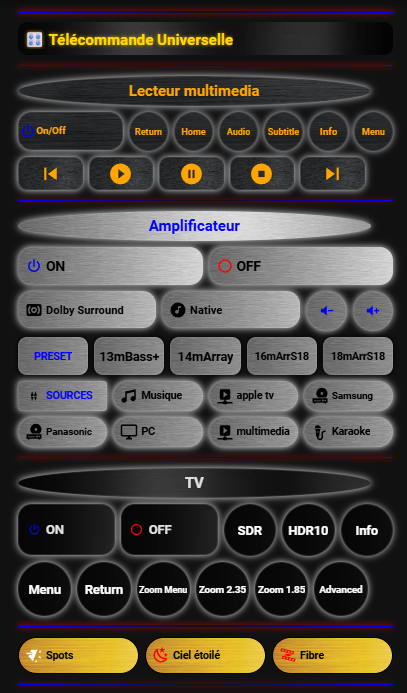 Télécommande Universelle
Lecteur multimedia
On/Off Return Home Audio Subtitle Info Menu
Amplificateur
ON OFF
Dolby Surround Native
PRESET 13mBass+ 14mArray 16mArrS18 18mArrS18
SOURCES Musique apple tv Samsung
Panasonic PC multimedia Karaoke
TV
ON OFF SDR HDR10 Info
Menu Return Zoom Menu Zoom 2.35 Zoom 1.85 Advanced
Spots Ciel étoilé Fibre